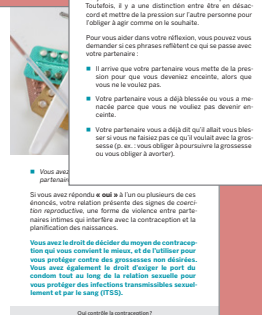 Toutefois, il y a une distinction entre être en désac-
cord et mettre de la pression sur l'autre personne pour
l'obliger à agir comme on le souhaite.
Pour vous aider dans votre réflexion, vous pouvez vous
demander si ces phrases reflètent ce qui se passe avec
votre partenaire :
Il arrive que votre partenaire vous mette de la pres-
sion pour que vous deveniez enceinte, alors que
vous ne le voulez pas.
Votre partenaire vous a déjà blessée ou vous a me-
nacée parce que vous ne vouliez pas devenir en-
ceinte.
Votre partenaire vous a déjà dit qu'il allait vous bles-
ser si vous ne faisiez pas ce qu'il voulait avec la gros-
sesse (p. ex. : vous obliger à poursuivre la grossesse
ou vous obliger à avorter).
Vous avez
partenair
Si vous avez répondu « oui » à l'un ou plusieurs de ces
énoncés, votre relation présente des signes de coerci-
tion reproductive, une forme de violence entre parte-
naires intimes qui interfère avec la contraception et la
planification des naissances.
Vous avez le droit de décider du moyen de contracep-
tion qui vous convient le mieux, et de l'utiliser pour
vous protéger contre des grossesses non désirées.
Vous avez également le droit d'exiger le port du
condom tout au long de la relation sexuelle pour
vous protéger des infections transmissibles sexuel-
lement et par le sang (ITSS).
Qui contrôle la contraception ?